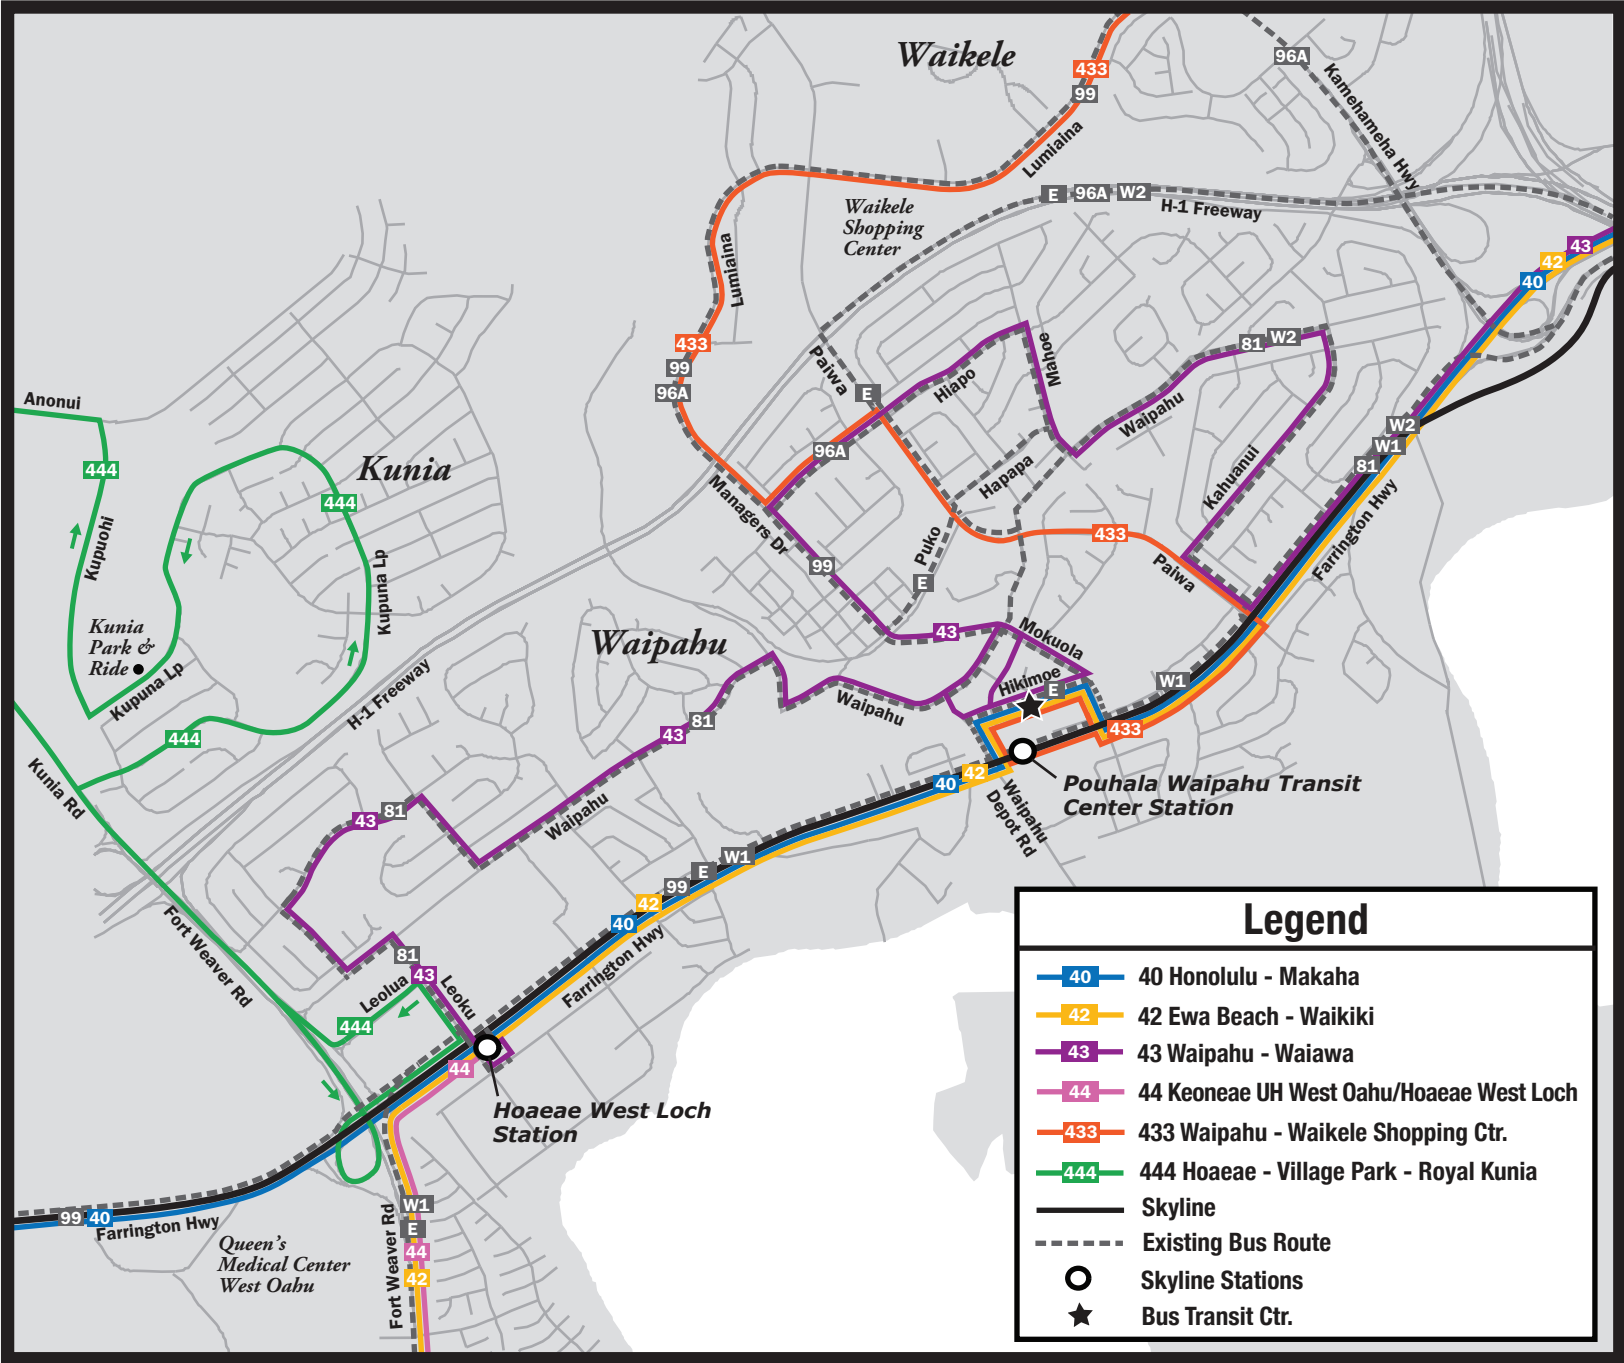 Waikele
433
99
96A
Kamehameha Hwy
Lumiaina
E
96A
W2
H-1 Freeway
Waikele
Shopping
Center
Lumiaina
43
42
40
433
99
96A
Paiwa
E
Hiapo
Mahoe
81
W2
Waipahu
Anonui
444
Kunia
444
96A
Managers Dr
Hapapa
Kahuanui
W2
W1
81
Farrington Hwy
Kupuohi
Kupuna Lp
99
Puko
E
433
Paiwa
Kunia
Park &
Ride
Kupuna Lp
Waipahu
43
Mokuola
Hikimoe
E
W1
H-1 Freeway
444
Waipahu
81
43
433
Kunia Rd
42
40
Waipahu
Depot Rd
Pouhala Waipahu Transit
Center Station
81
43
Waipahu
W1
E
99
42
40
Farrington Hwy
Fort Weaver Rd
81
43
Leolua
Leoku
444
44
Hoaeae West Loch
Station
99
40
Farrington Hwy
Queen's
Medical Center
West Oahu
Fort Weaver Rd
W1
E
44
42
Legend
40 40 Honolulu - Makaha
42 42 Ewa Beach - Waikiki
43 43 Waipahu - Waiawa
44 44 Keoneae UH West Oahu/Hoaeae West Loch
433 433 Waipahu - Waikele Shopping Ctr.
444 444 Hoaeae - Village Park - Royal Kunia
Skyline
Existing Bus Route
Skyline Stations
Bus Transit Ctr.